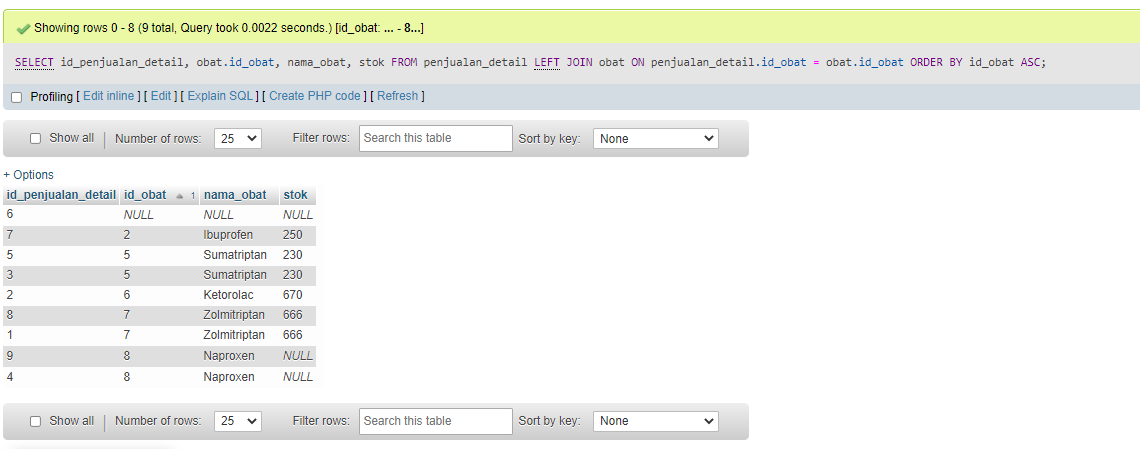 Showing rows 0 - 8 (9 total, Query took 0.0022 seconds.) [id_obat: ... - 8...]
SELECT id_penjualan_detail, obat.id_obat, nama_obat, stok FROM penjualan_detail LEFT JOIN obat ON penjualan_detail.id_obat = obat.id_obat ORDER BY id_obat ASC;
Profiling [ Edit inline ] [ Edit ] [ Explain SQL ] [ Create PHP code ] [ Refresh ]
Show all Number of rows: 25 Filter rows: Search this table Sort by key: None
+ Options
id_penjualan_detail id_obat 1 nama_obat stok
6 NULL NULL NULL
7 2 Ibuprofen 250
5 5 Sumatriptan 230
3 5 Sumatriptan 230
2 6 Ketorolac 670
8 7 Zolmitriptan 666
1 7 Zolmitriptan 666
9 8 Naproxen NULL
4 8 Naproxen NULL
Show all Number of rows: 25 Filter rows: Search this table Sort by key: None